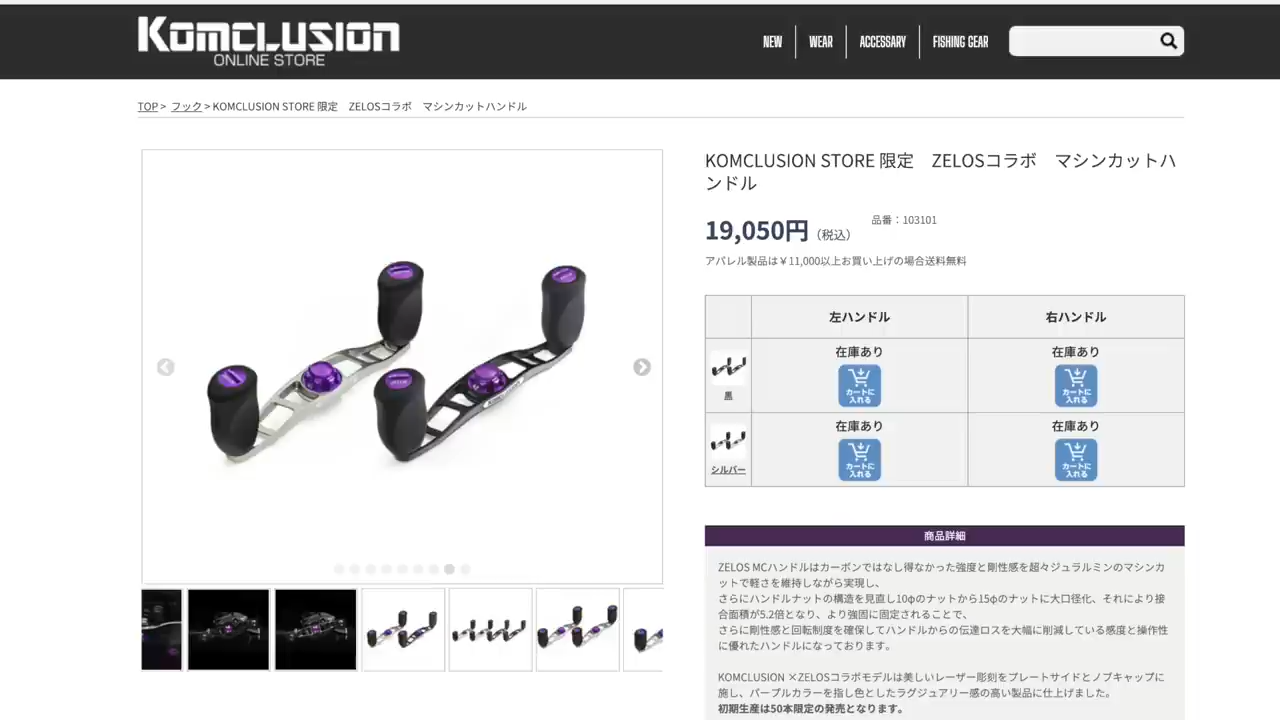 KOMCLUSION
ONLINE STORE
NEW
WEAR
ACCESSARY
FISHING GEAR
TOP > フック > KOMCLUSION STORE 限定　ZELOSコラボ　マシンカットハンドル
KOMCLUSION STORE 限定　ZELOSコラボ　マシンカットハ
ンドル
19,050円（税込）
品番：103101
アパレル製品は￥11,000以上お買い上げの場合送料無料
左ハンドル
右ハンドル
黒
在庫あり
カートに
入れる
在庫あり
カートに
入れる
シルバー
在庫あり
カートに
入れる
在庫あり
カートに
入れる
商品詳細
ZELOS MCハンドルはカーボンではなし得なかった強度と剛性感を超々ジュラルミンのマシンカ
ットで軽さを維持しながら実現し、
さらにハンドルナットの構造を見直し10φのナットから15φのナットに大口径化、それにより接
合面積が5.2倍となり、より強固に固定されることで、
さらに剛性感と回転制度を確保してハンドルからの伝達ロスを大幅に削減している感度と操作性
に優れたハンドルになっております。
KOMCLUSION ×ZELOSコラボモデルは美しいレーザー彫刻をプレートサイドとノブキャップに
施し、パープルカラーを指し色としたラグジュアリー感の高い製品に仕上げました。
初期生産は50本限定の発売となります。